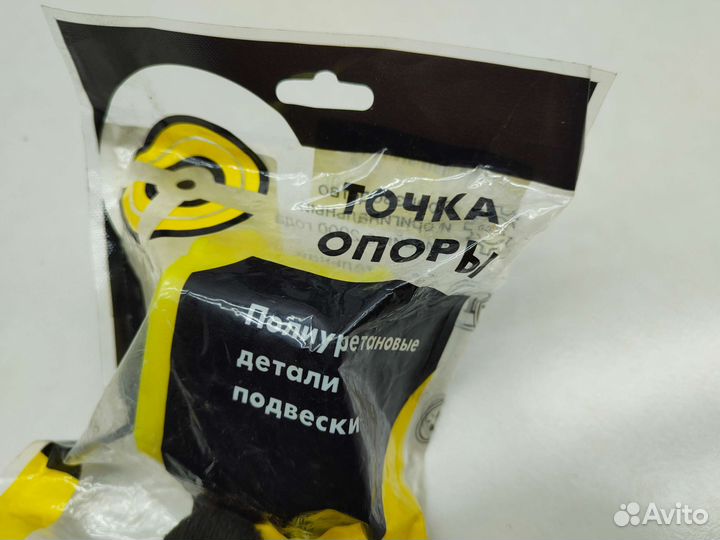 ТОЧКА
ОПОРЫ
Полиуретановые
детали
подвески
Avito